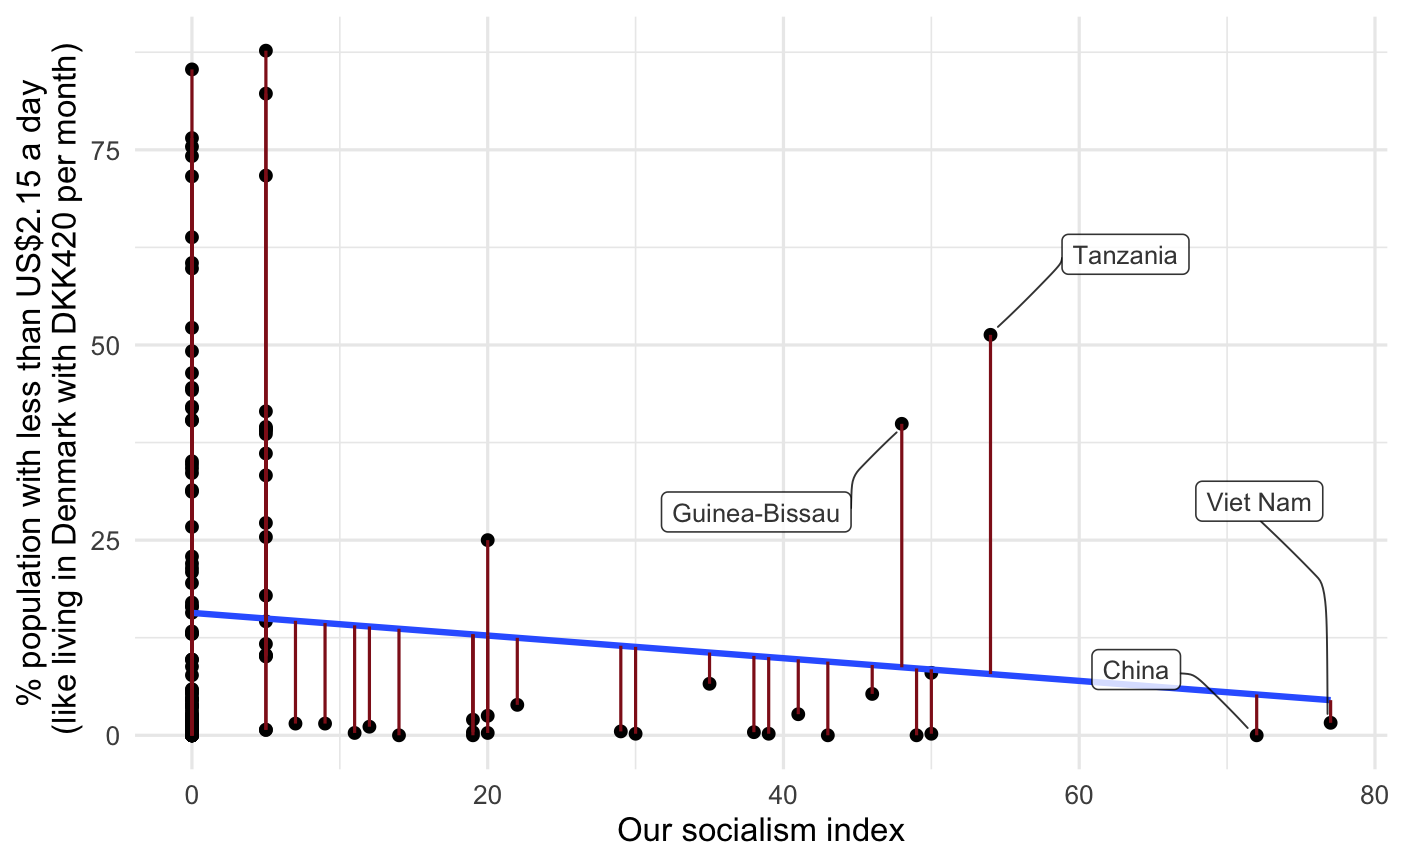 % population with less than US$2.15 a day
(like living in Denmark with DKK420 per month)
75
50
25
0
Tanzania
Guinea-Bissau
Viet Nam
China
0 20 40 60 80
Our socialism index